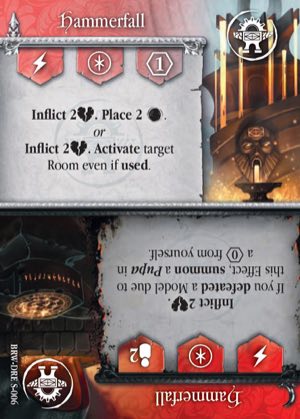 Hammerfall
1
Inflict 2. Place 2 .
or
Inflict 2. Activate target
Room even if used.
Inflict 2.
If you defeated a Model due to
this Effect, summon a Pupa in
a 0 from yourself.
2
Hammerfall
BRW-DRE S-006